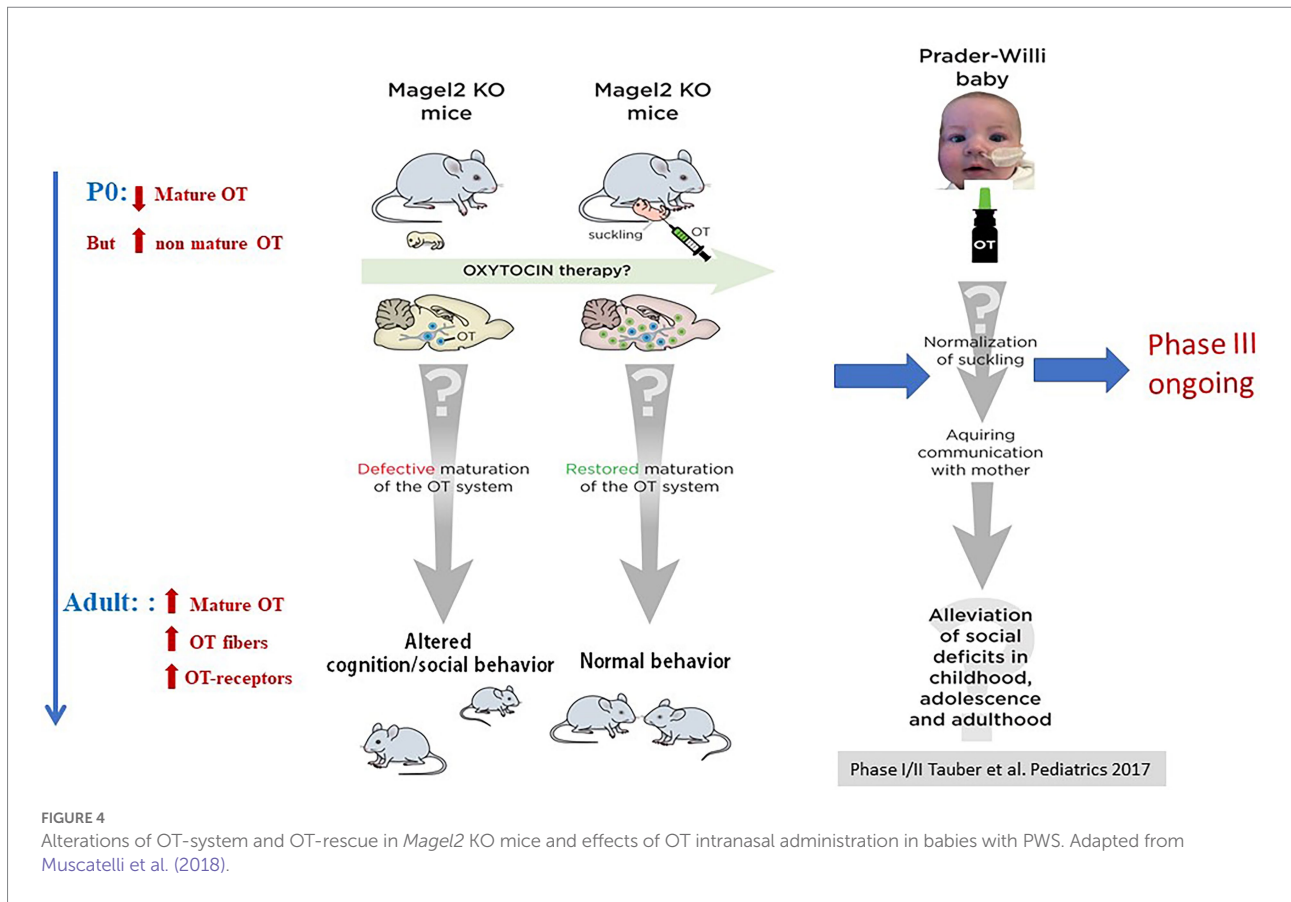 Magel2 KO
mice
Magel2 KO
mice
Prader-Willi
baby
P0: Mature OT
But non mature OT
suckling
OT
OT
OXYTOCIN therapy?
OT
?
?
?
Normalization
of suckling
Phase III
ongoing
Aquiring
communication
with mother
Defective maturation
of the OT system
Restored maturation
of the OT system
Adult: : Mature OT
OT fibers
OT-receptors
Altered
cognition/social behavior
Normal behavior
?
Alleviation
of social
deficits in
childhood,
adolescence
and adulthood
Phase I/II Tauber et al. Pediatrics 2017
FIGURE 4
Alterations of OT-system and OT-rescue in Magel2 KO mice and effects of OT intranasal administration in babies with PWS. Adapted from
Muscatelli et al. (2018).